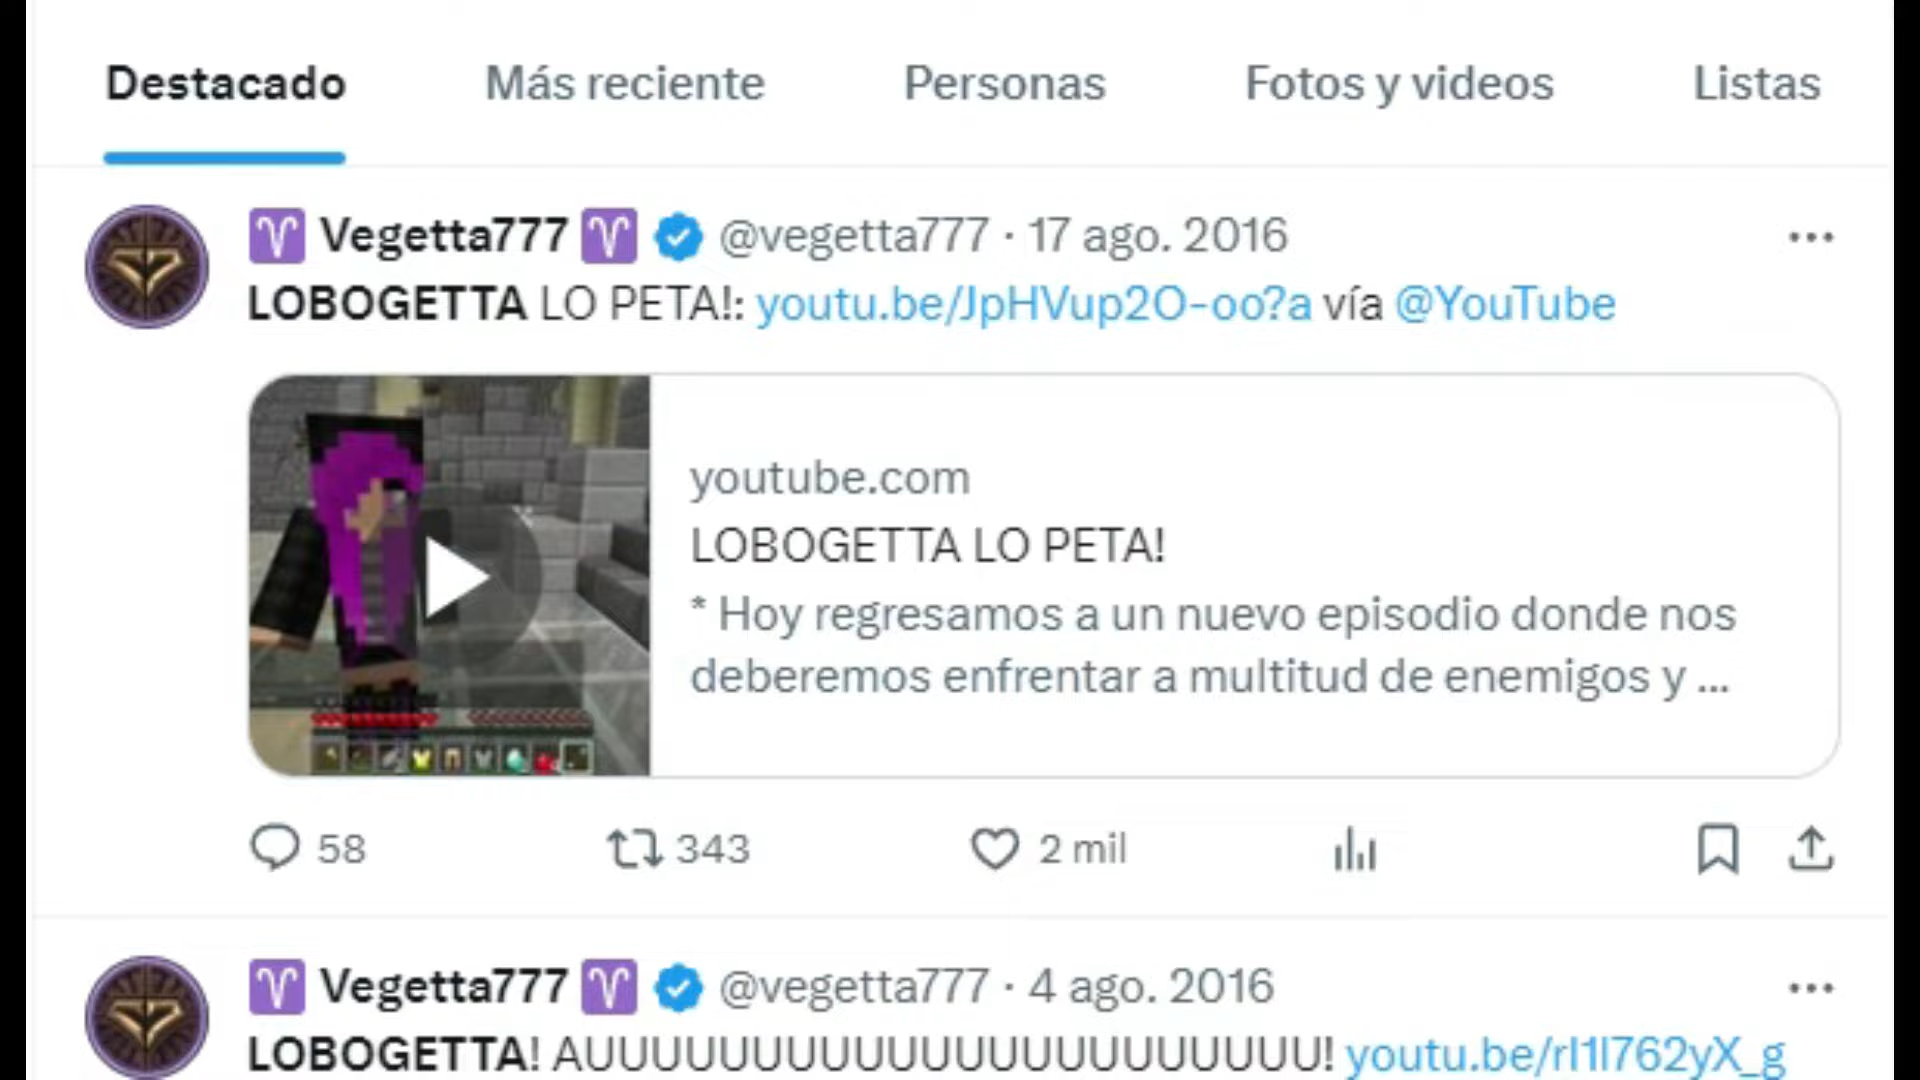 Destacado Más reciente Personas Fotos y videos Listas
♈ Vegetta777 ♈ @vegetta777 · 17 ago. 2016
LOBOGETTA LO PETA!: youtu.be/JpHVup2O-oo?a vía @YouTube
youtube.com
LOBOGETTA LO PETA!
* Hoy regresamos a un nuevo episodio donde nos
deberemos enfrentar a multitud de enemigos y ...
58 343 2 mil
♈ Vegetta777 ♈ @vegetta777 · 4 ago. 2016
LOBOGETTA! AUUUUUUUUUUUUUUUUUUUUUU! youtu.be/rl1l762yX_g